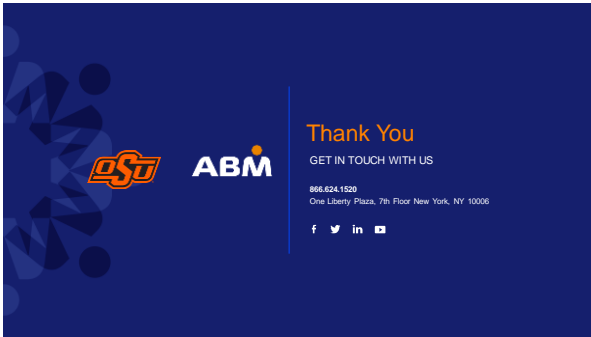 OSU
ABM
Thank You
GET IN TOUCH WITH US
866.624.1520
One Liberty Plaza, 7th Floor New York, NY 10006